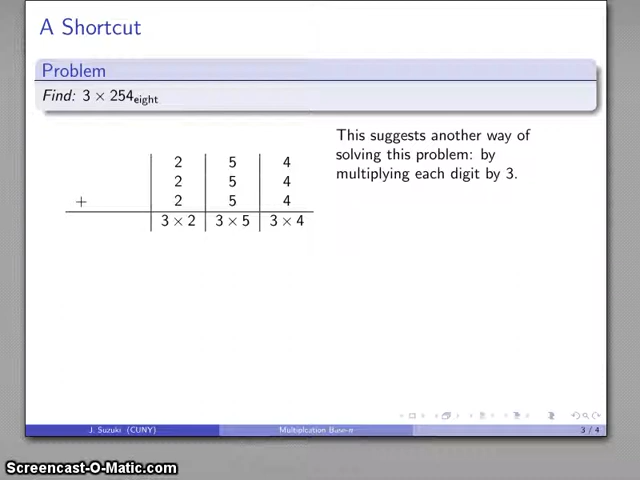 A Shortcut
Problem
Find: 3 × 254eight
This suggests another way of
solving this problem: by
multiplying each digit by 3.
2 5 4
2 5 4
+ 2 5 4
3 × 2 3 × 5 3 × 4
J. Suzuki (CUNY) Multiplication Base-n 3 / 4
Screencast-O-Matic.com